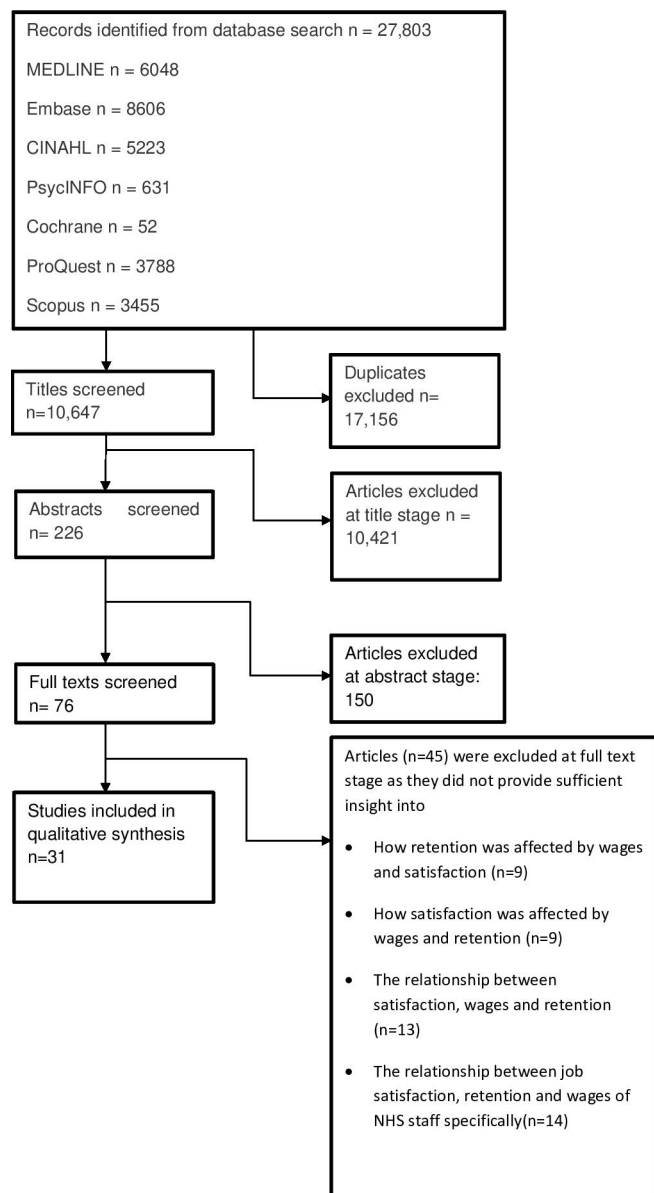 Records identified from database search n = 27,803
MEDLINE n = 6048
Embase n = 8606
CINAHL n = 5223
PsycINFO n = 631
Cochrane n = 52
ProQuest n = 3788
Scopus n = 3455
Duplicates
excluded n=
17,156
Titles screened
n=10,647
Articles excluded
at title stage n =
10,421
Abstracts screened
n= 226
Articles excluded
at abstract stage:
150
Full texts screened
n= 76
Articles (n=45) were excluded at full text
stage as they did not provide sufficient
insight into
• How retention was affected by wages
and satisfaction (n=9)
• How satisfaction was affected by
wages and retention (n=9)
• The relationship between
satisfaction, wages and retention
(n=13)
• The relationship between job
satisfaction, retention and wages of
NHS staff specifically(n=14)
Studies included in
qualitative synthesis
n=31